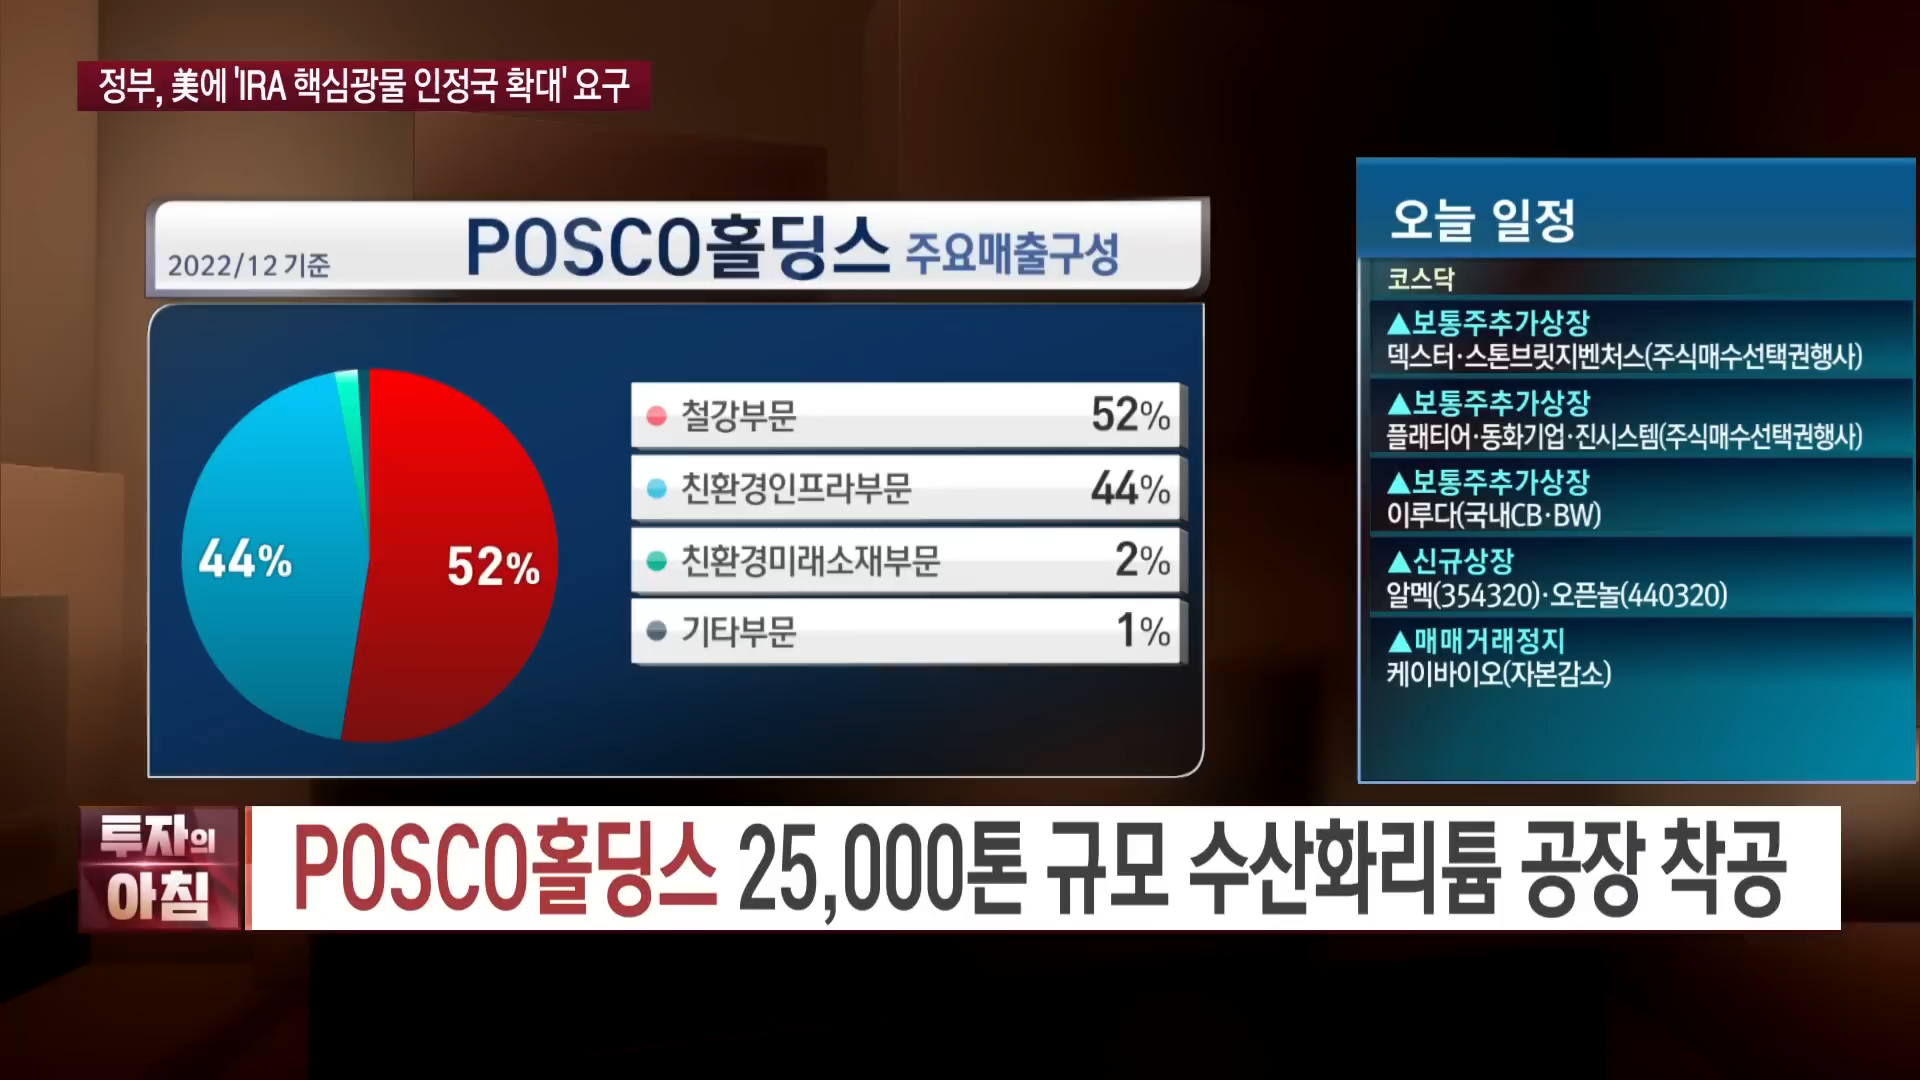 정부, 美에 'IRA 핵심광물 인정국 확대' 요구
2022/12 기준
POSCO홀딩스 주요매출구성
44%
52%
철강부문 52%
친환경인프라부문 44%
친환경미래소재부문 2%
기타부문 1%
오늘 일정
코스닥
▲보통주추가상장
덱스터·스톤브릿지벤처스(주식매수선택권행사)
▲보통주추가상장
플래티어·동화기업·진시스템(주식매수선택권행사)
▲보통주추가상장
이루다(국내CB·BW)
▲신규상장
알멕(354320)·오픈놀(440320)
▲매매거래정지
케이바이오(자본감소)
투자의
아침
POSCO홀딩스 25,000톤 규모 수산화리튬 공장 착공